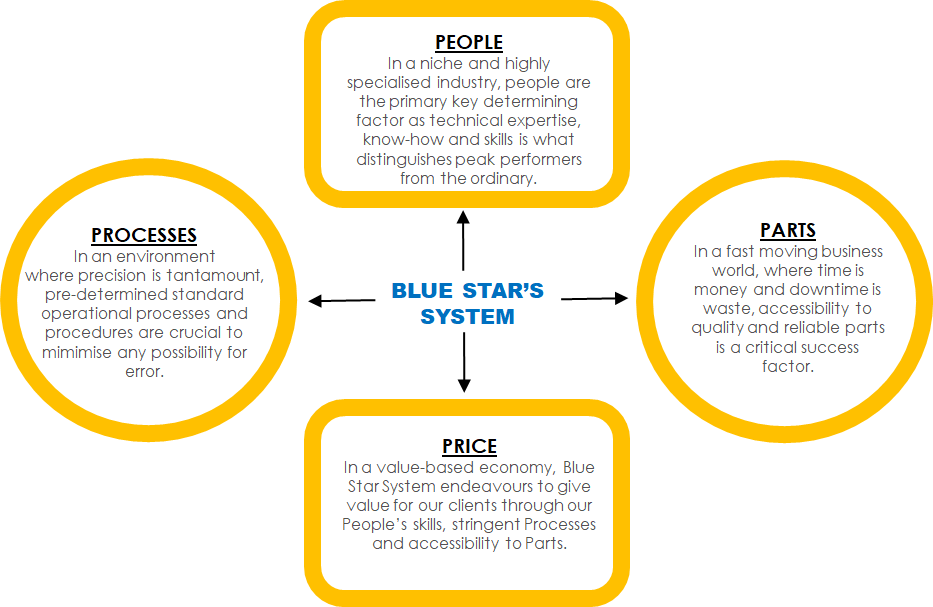 PEOPLE
In a niche and highly
specialised industry, people are
the primary key determining
factor as technical expertise,
know-how and skills is what
distinguishes peak performers
from the ordinary.
PROCESSES
In an environment
where precision is tantamount,
pre-determined standard
operational processes and
procedures are crucial to
mimimise any possibility for
error.
BLUE STAR’S
SYSTEM
PARTS
In a fast moving business
world, where time is
money and downtime is
waste, accessibility to
quality and reliable parts
is a critical success
factor.
PRICE
In a value-based economy, Blue
Star System endeavours to give
value for our clients through our
People’s skills, stringent Processes
and accessibility to Parts.